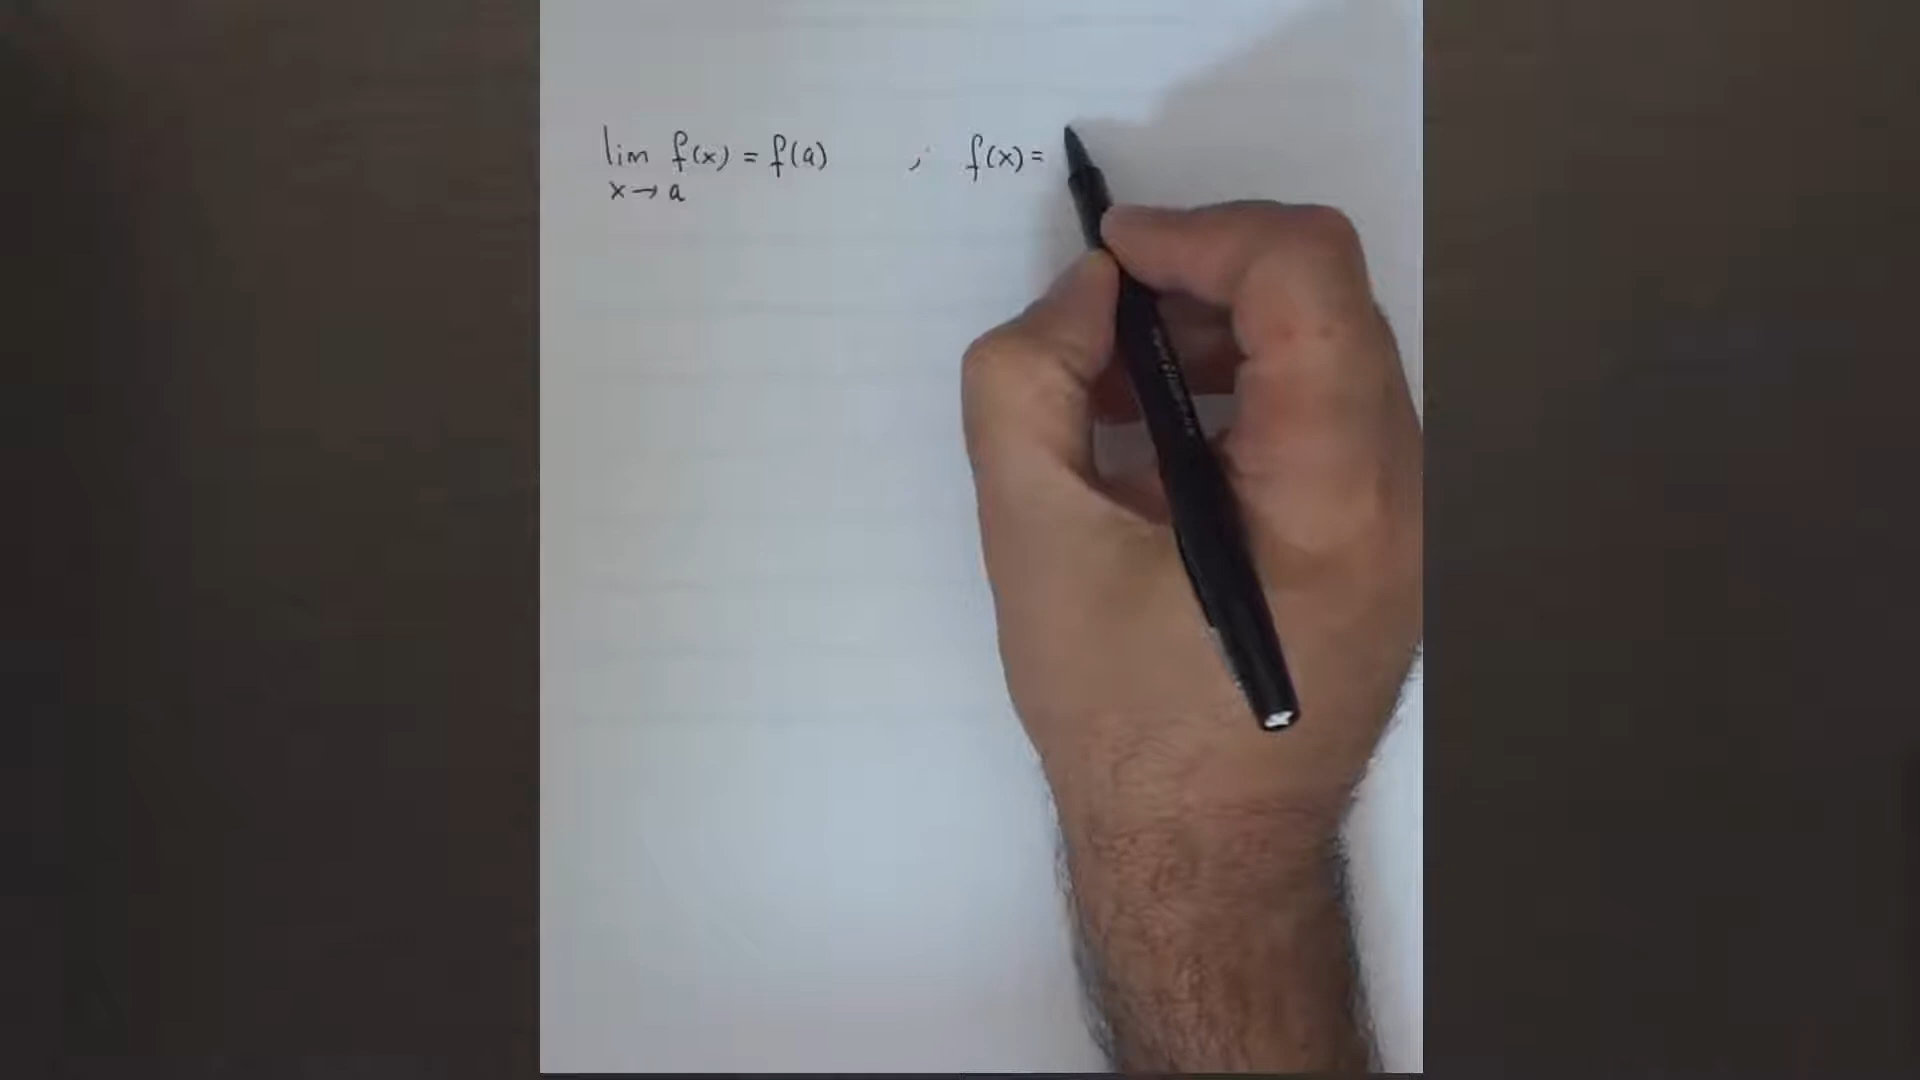 lim f(x) = f(a) , f(x) =
x → a